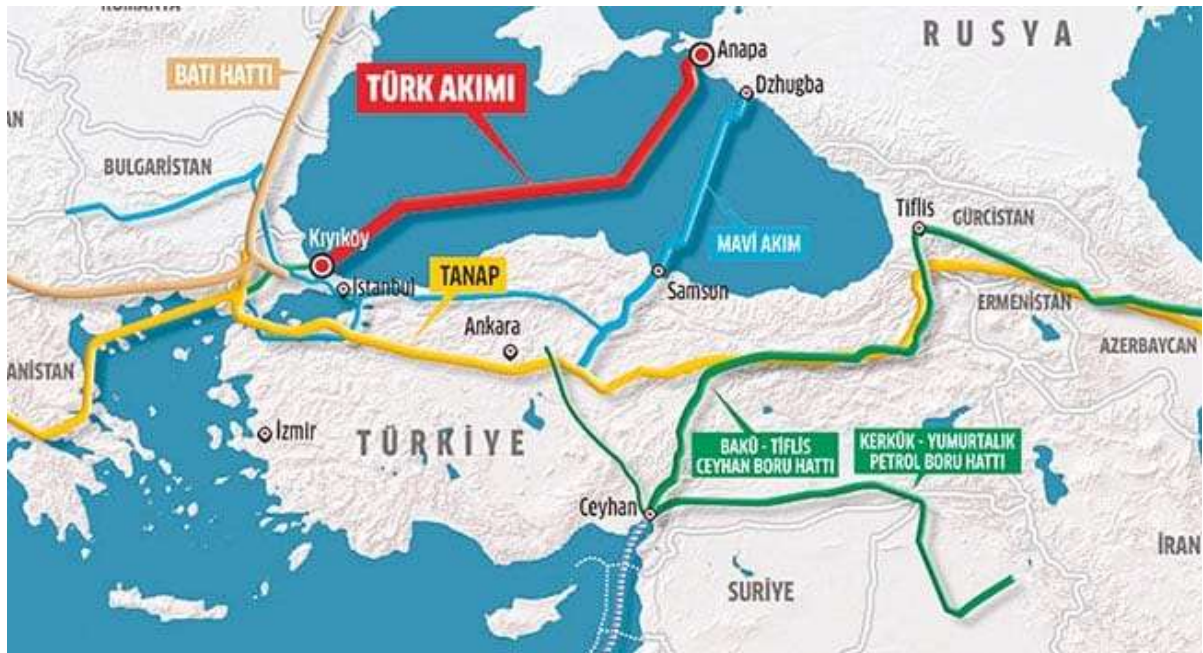 ROMANYA
RUSYA
Anapa
BATI HATTI
TÜRK AKIMI
Dzhugba
BULGARİSTAN
Tiflis
GÜRCİSTAN
Kıyıköy
MAVİ AKIM
TANAP
İstanbul
Samsun
ERMENİSTAN
Ankara
AZERBAYCAN
ANİSTAN
İzmir
TÜRKİYE
BAKÜ - TİFLİS
CEYHAN BORU HATTI
KERKÜK - YUMURTALIK
PETROL BORU HATTI
Ceyhan
İRAN
SURİYE